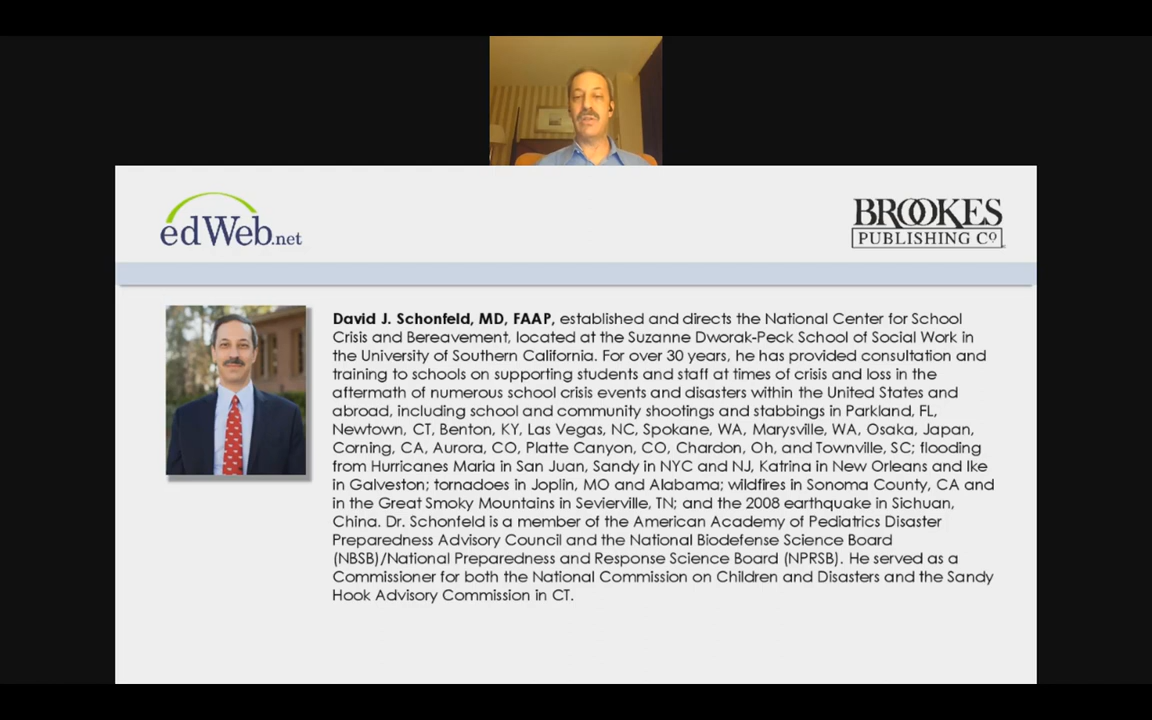 edWeb.net
BROOKES
PUBLISHING Co
David J. Schonfeld, MD, FAAP, established and directs the National Center for School
Crisis and Bereavement, located at the Suzanne Dworak-Peck School of Social Work in
the University of Southern California. For over 30 years, he has provided consultation and
training to schools on supporting students and staff at times of crisis and loss in the
aftermath of numerous school crisis events and disasters within the United States and
abroad, including school and community shootings and stabbings in Parkland, FL,
Newtown, CT, Benton, KY, Las Vegas, NC, Spokane, WA, Marysville, WA, Osaka, Japan,
Corning, CA, Aurora, CO, Platte Canyon, CO, Chardon, Oh, and Townville, SC; flooding
from Hurricanes Maria in San Juan, Sandy in NYC and NJ, Katrina in New Orleans and Ike
in Galveston; tornadoes in Joplin, MO and Alabama; wildfires in Sonoma County, CA and
in the Great Smoky Mountains in Sevierville, TN; and the 2008 earthquake in Sichuan,
China. Dr. Schonfeld is a member of the American Academy of Pediatrics Disaster
Preparedness Advisory Council and the National Biodefense Science Board
(NBSB)/National Preparedness and Response Science Board (NPRSB). He served as a
Commissioner for both the National Commission on Children and Disasters and the Sandy
Hook Advisory Commission in CT.